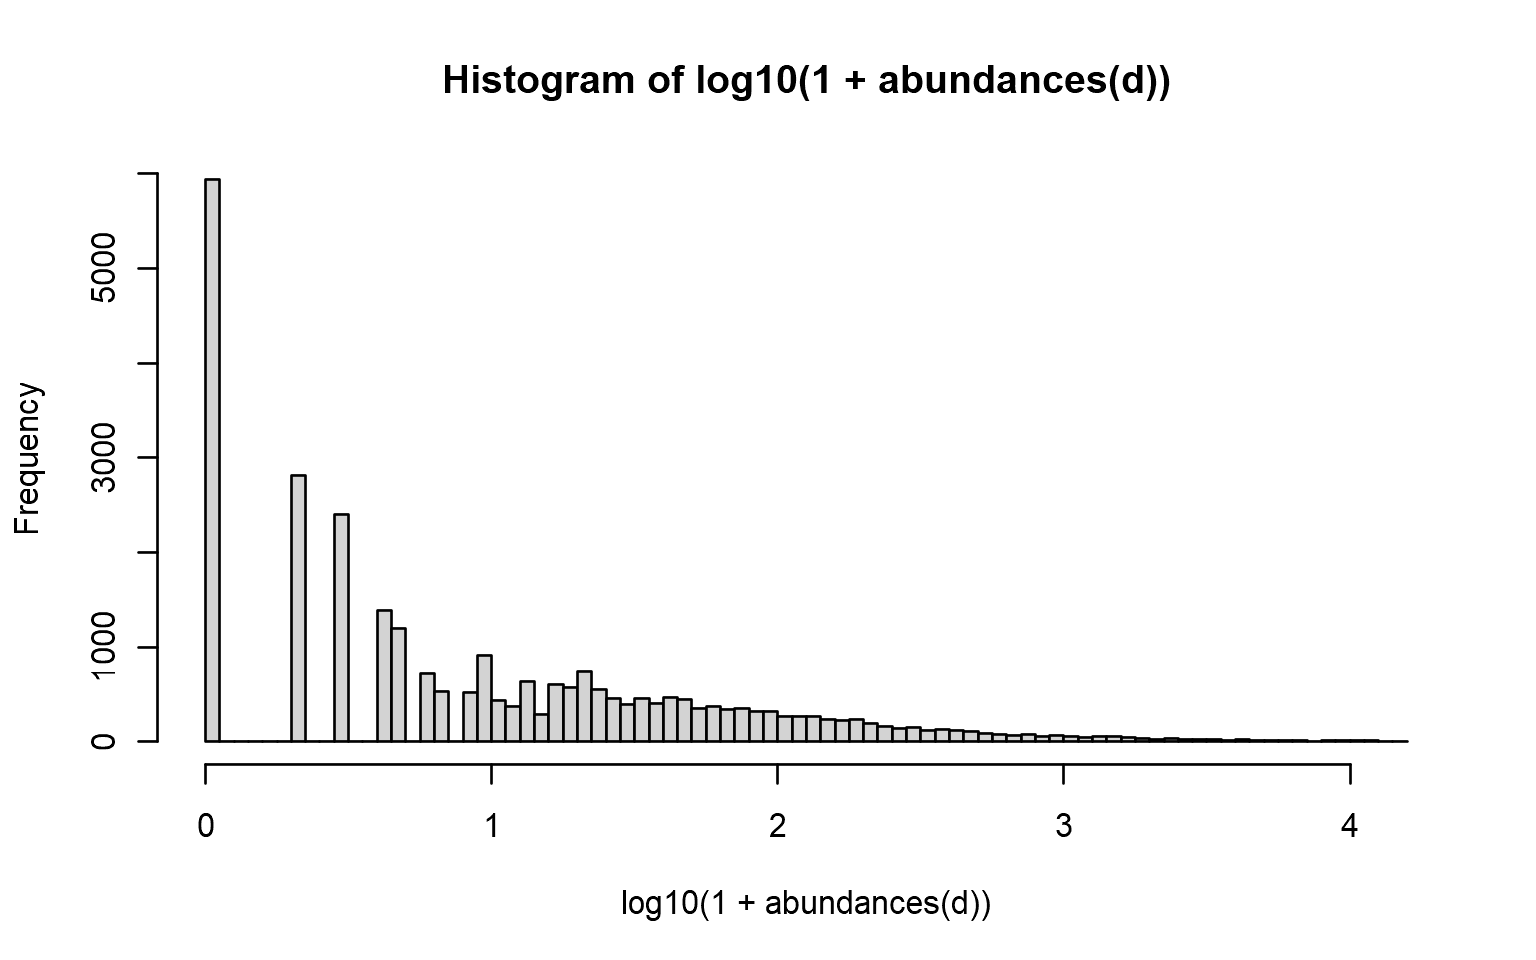 Histogram of log10(1 + abundances(d))
Frequency
5000
3000
1000
0
0 1 2 3 4
log10(1 + abundances(d))